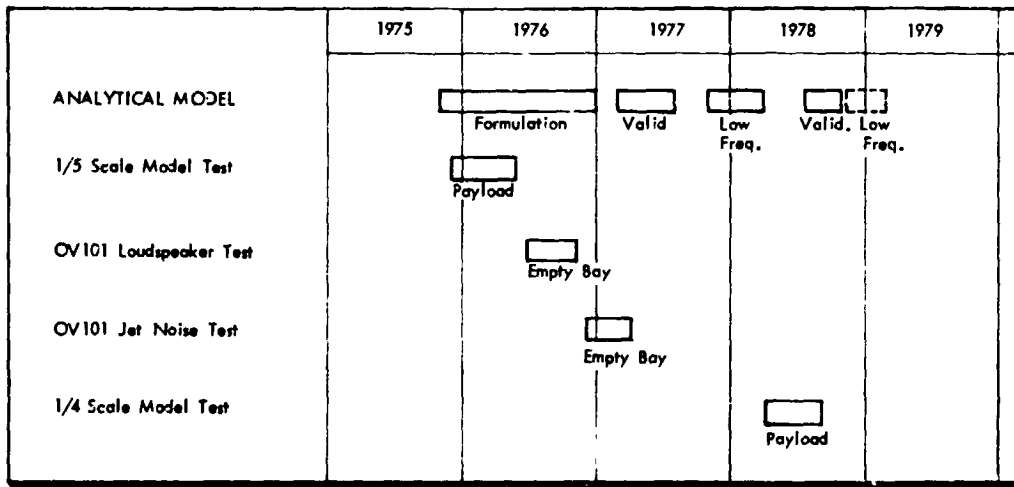 1975 1976 1977 1978 1979
ANALYTICAL MODEL
Formulation Valid Low Freq. Valid. Low Freq.
1/5 Scale Model Test
Payload
OV101 Loudspeaker Test
Empty Bay
OV101 Jet Noise Test
Empty Bay
1/4 Scale Model Test
Payload